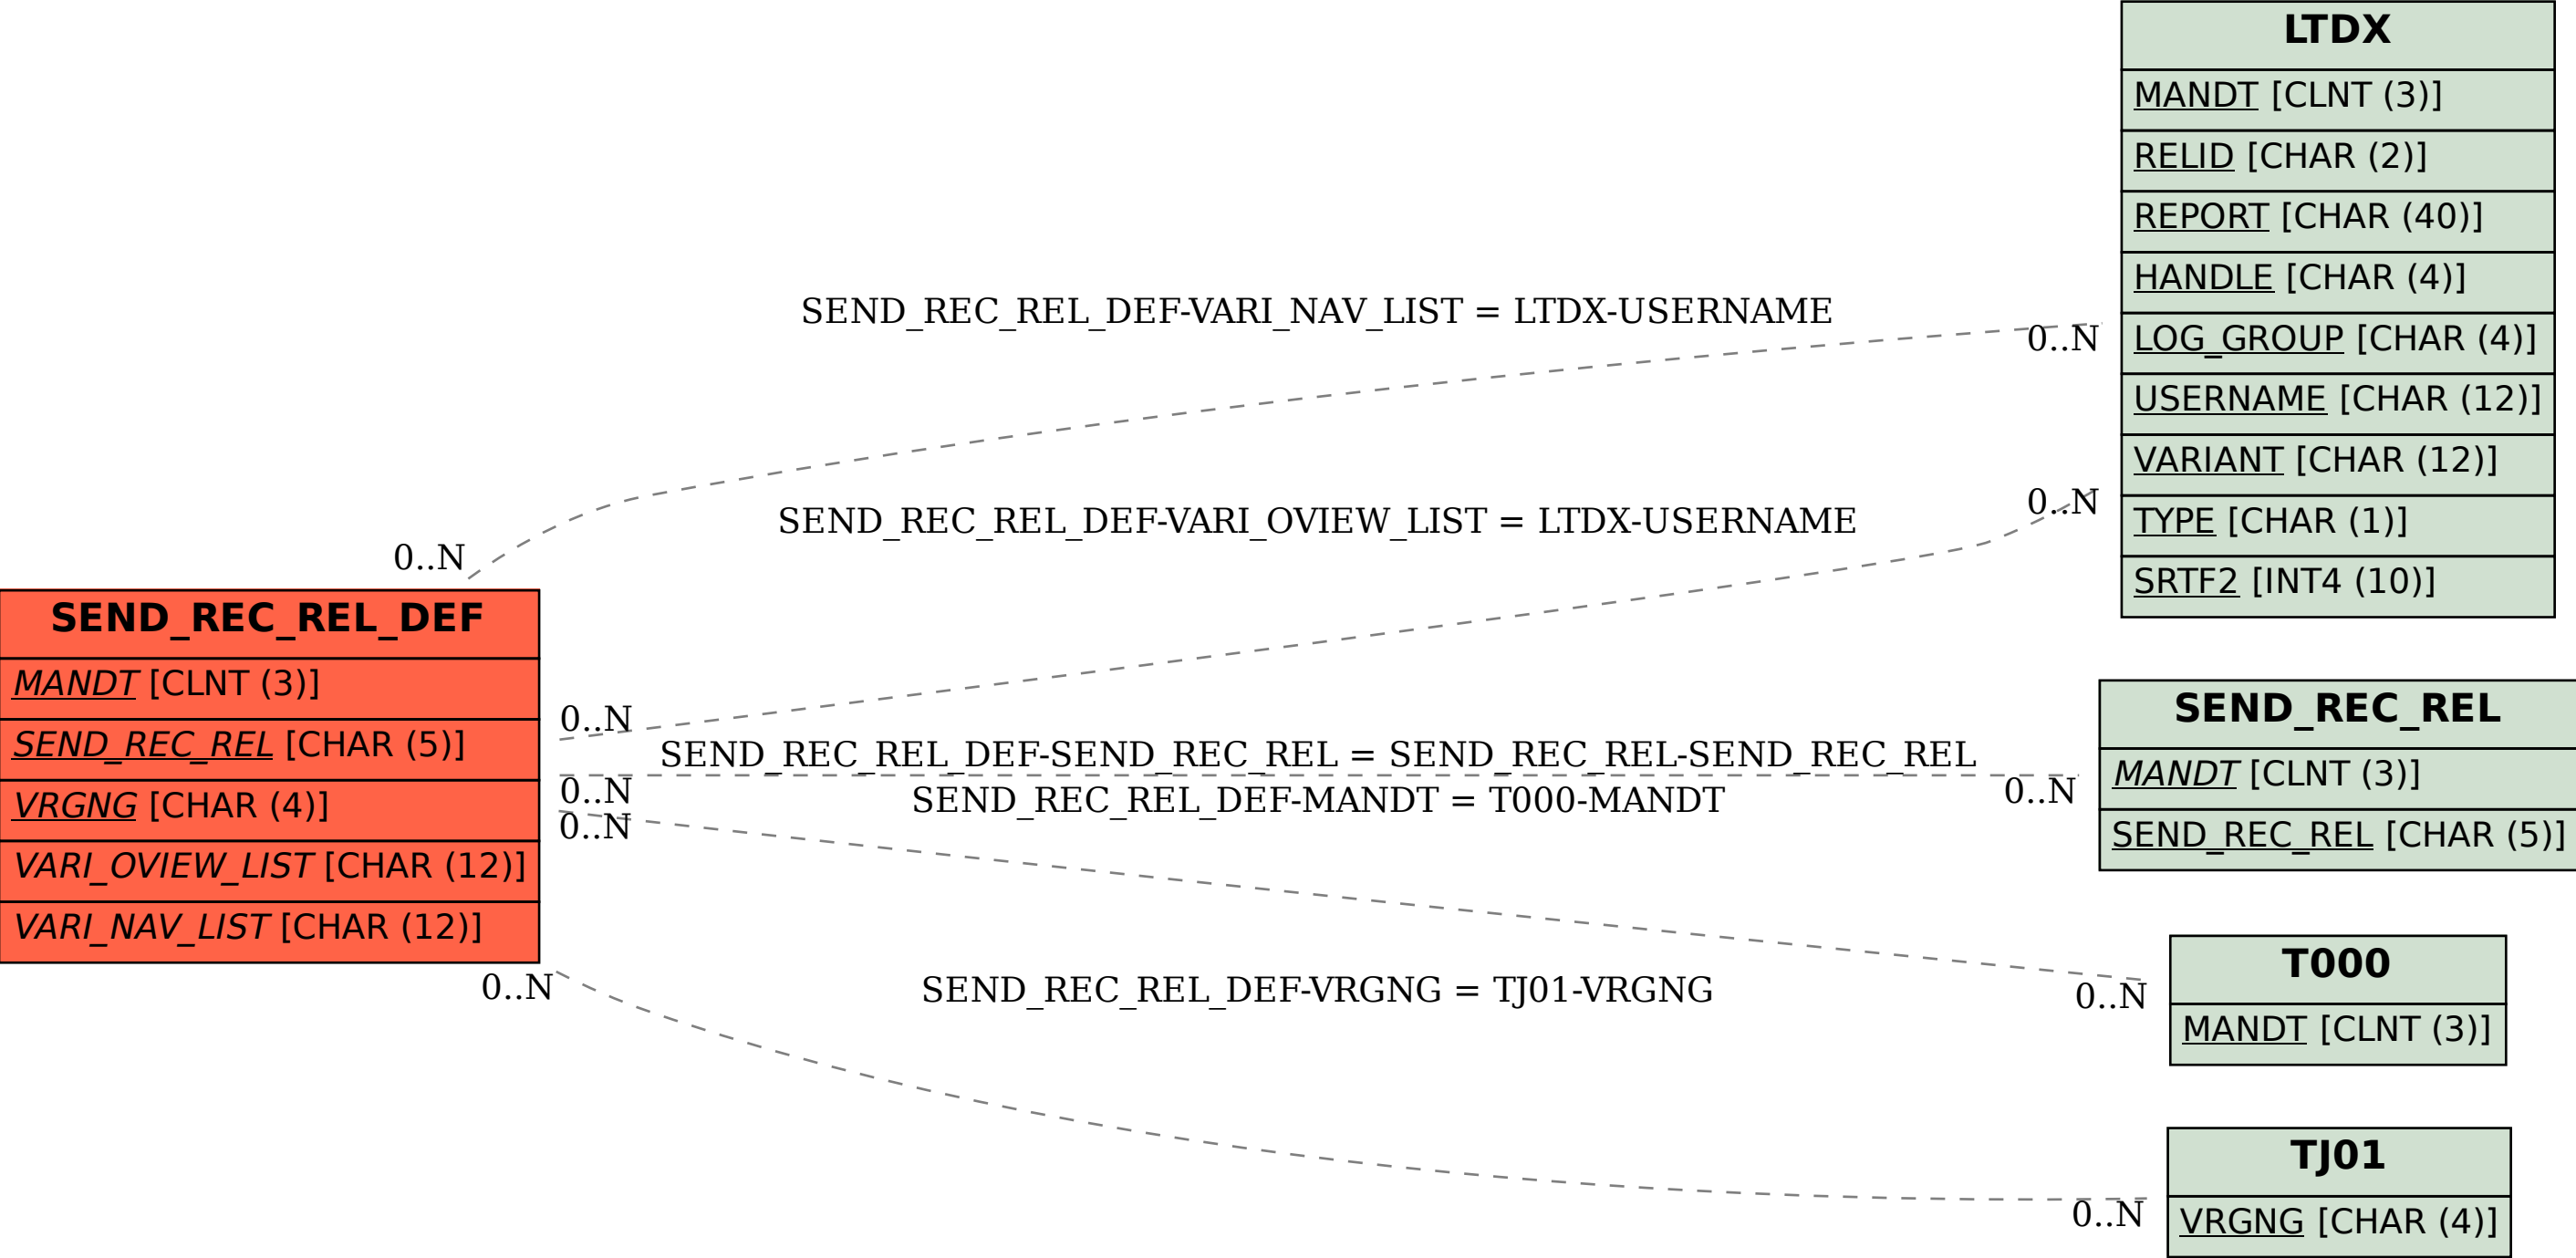 LTDX
MANDT [CLNT (3)]
RELID [CHAR (2)]
REPORT [CHAR (40)]
HANDLE [CHAR (4)]
LOG_GROUP [CHAR (4)]
USERNAME [CHAR (12)]
VARIANT [CHAR (12)]
TYPE [CHAR (1)]
SRTF2 [INT4 (10)]
SEND_REC_REL_DEF-VARI_NAV_LIST = LTDX-USERNAME
0..N
0..N
SEND_REC_REL_DEF-VARI_OVIEW_LIST = LTDX-USERNAME
0..N
0..N
SEND_REC_REL_DEF
MANDT [CLNT (3)]
SEND_REC_REL [CHAR (5)]
VRGNG [CHAR (4)]
VARI_OVIEW_LIST [CHAR (12)]
VARI_NAV_LIST [CHAR (12)]
SEND_REC_REL_DEF-SEND_REC_REL = SEND_REC_REL-SEND_REC_REL
0..N
0..N
SEND_REC_REL_DEF-MANDT = T000-MANDT
0..N
0..N
SEND_REC_REL
MANDT [CLNT (3)]
SEND_REC_REL [CHAR (5)]
T000
MANDT [CLNT (3)]
SEND_REC_REL_DEF-VRGNG = TJ01-VRGNG
0..N
0..N
TJ01
VRGNG [CHAR (4)]